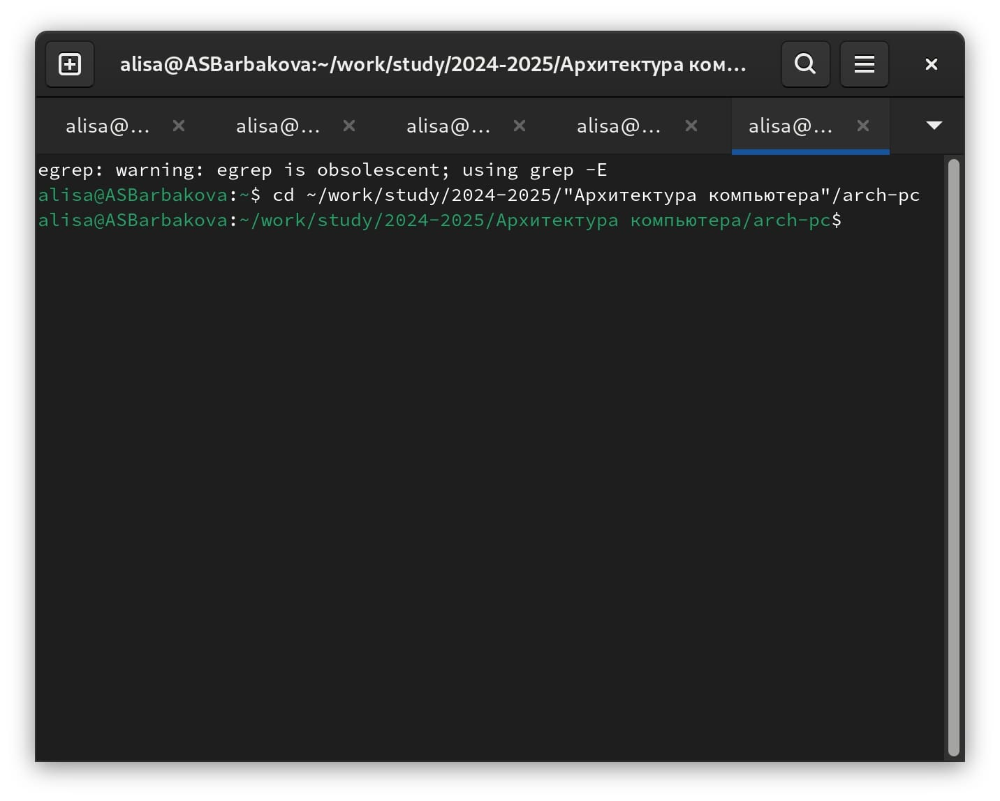 alisa@ASBarbakova:~/work/study/2024-2025/Архитектура ком...
alisa@... alisa@... alisa@... alisa@... alisa@...
egrep: warning: egrep is obsolescent; using grep -E
alisa@ASBarbakova:~$ cd ~/work/study/2024-2025/"Архитектура компьютера"/arch-pc
alisa@ASBarbakova:~/work/study/2024-2025/Архитектура компьютера/arch-pc$